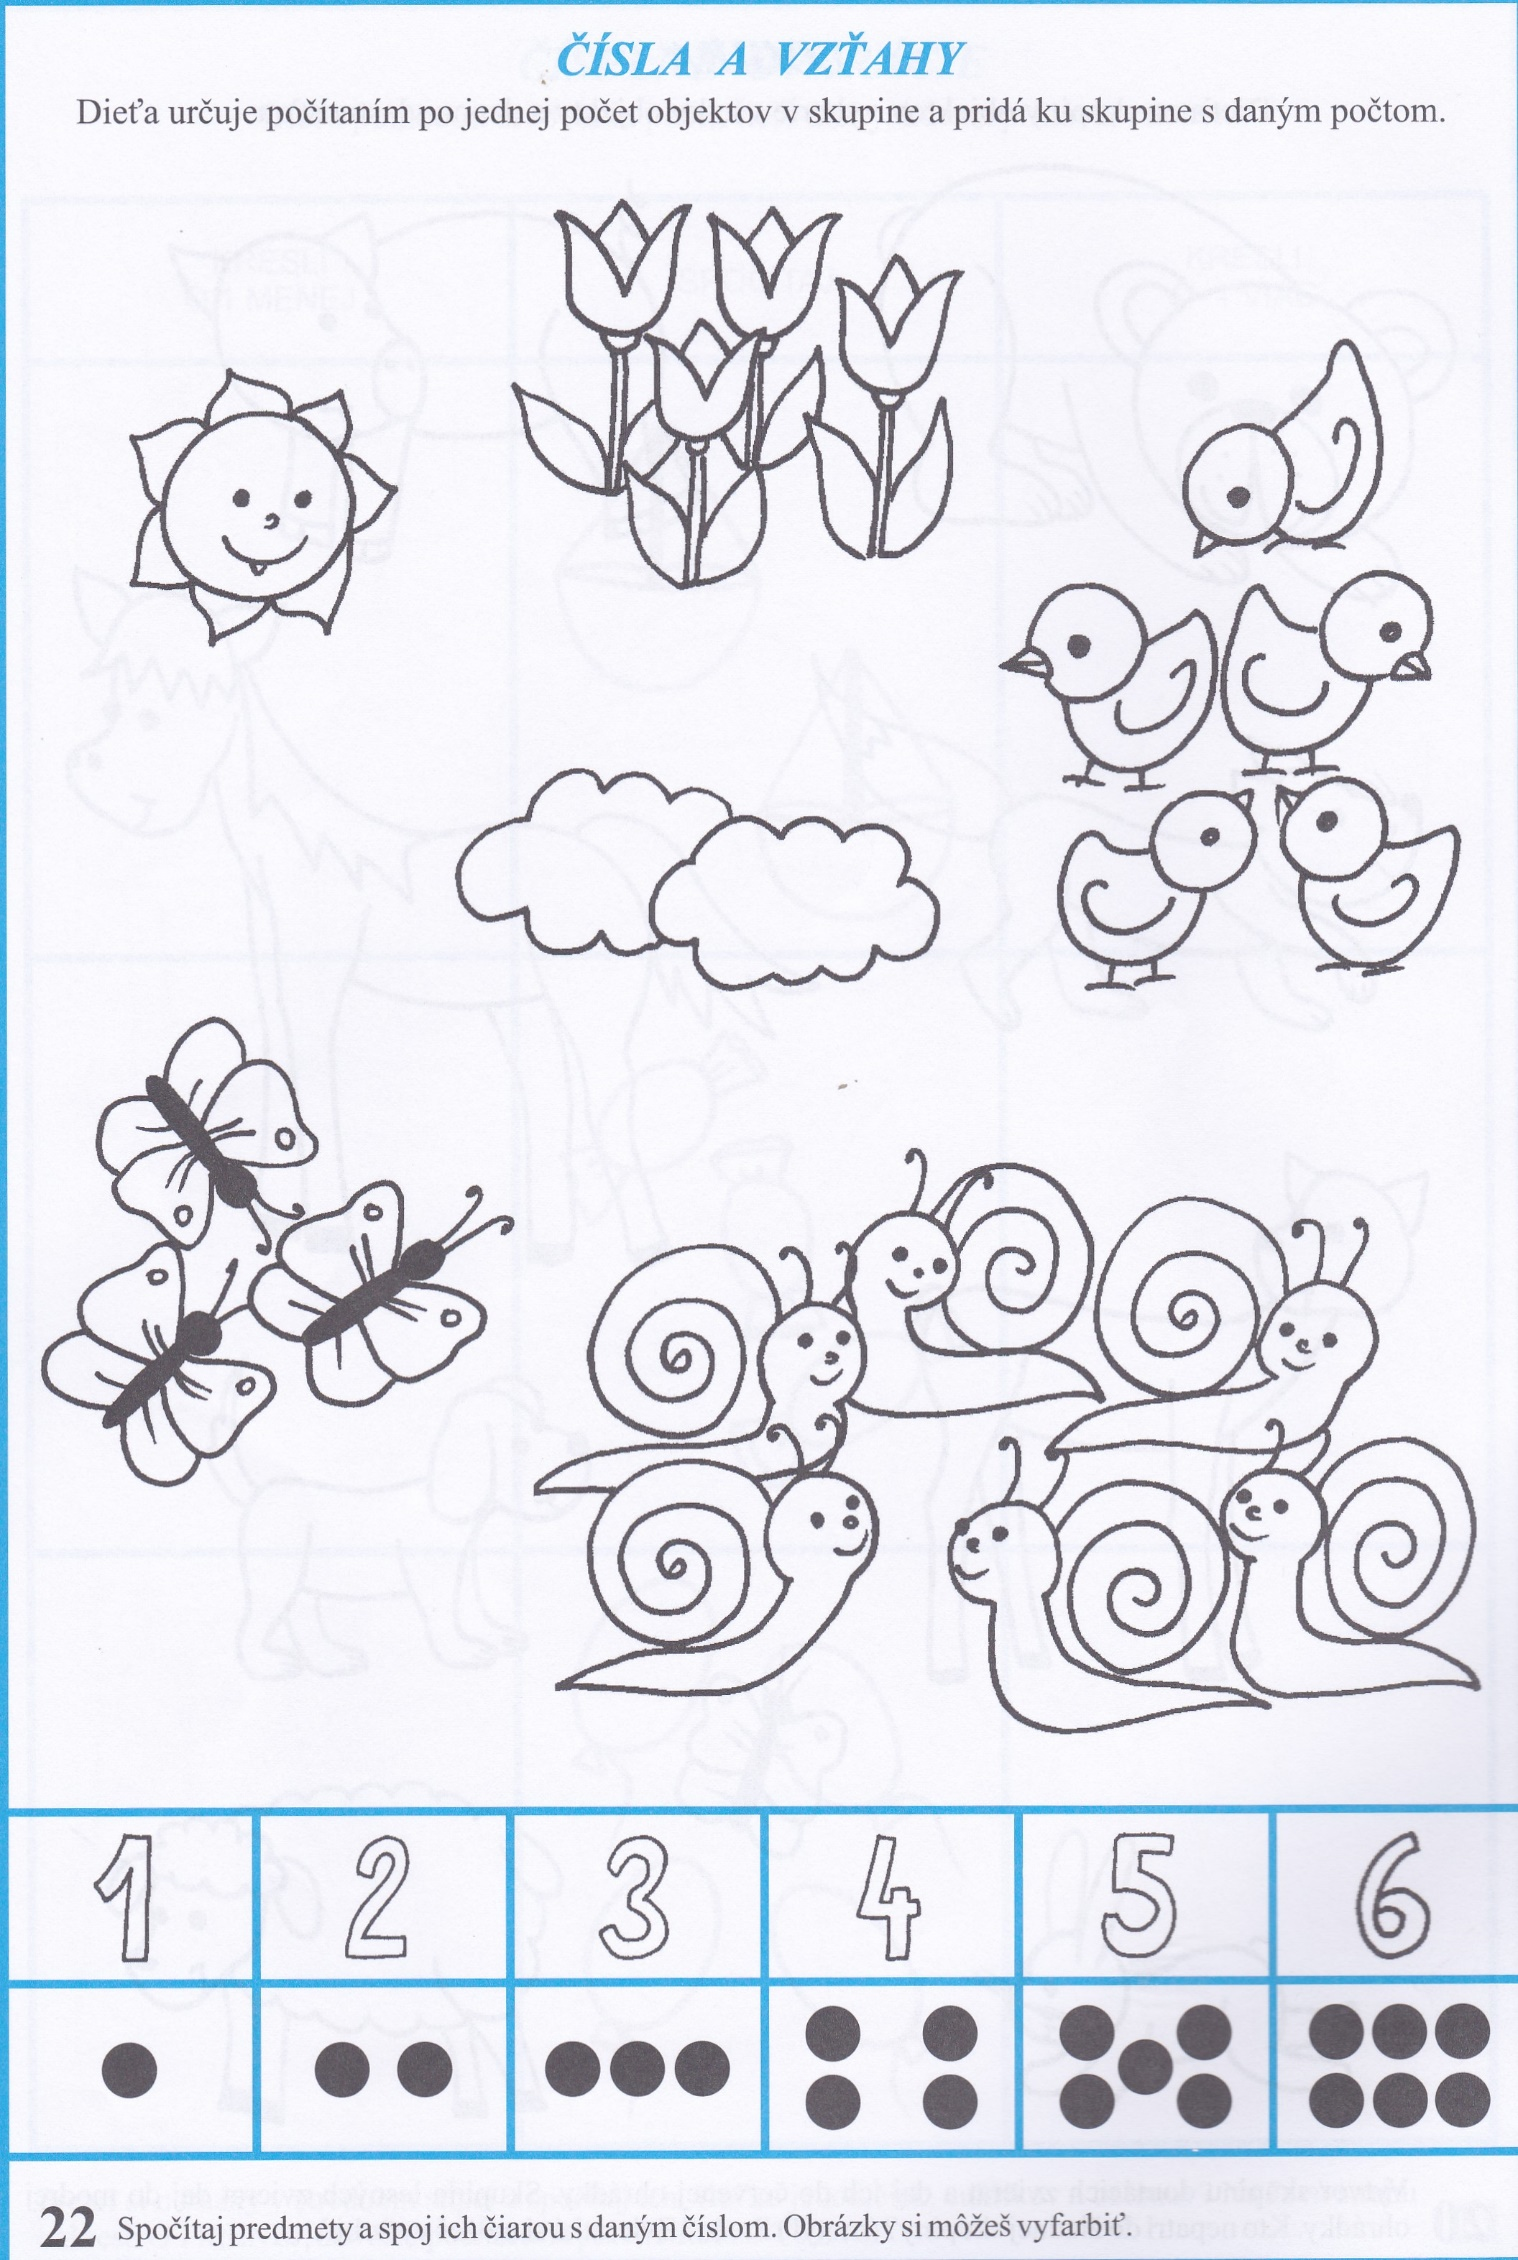 ČÍSLA A VZŤAHY
Dieťa určuje počítaním po jednej počet objektov v skupine a pridá ku skupine s daným počtom.
1 2 3 4 5 6
22 Spočítaj predmety a spoj ich čiarou s daným číslom. Obrázky si môžeš vyfarbiť.